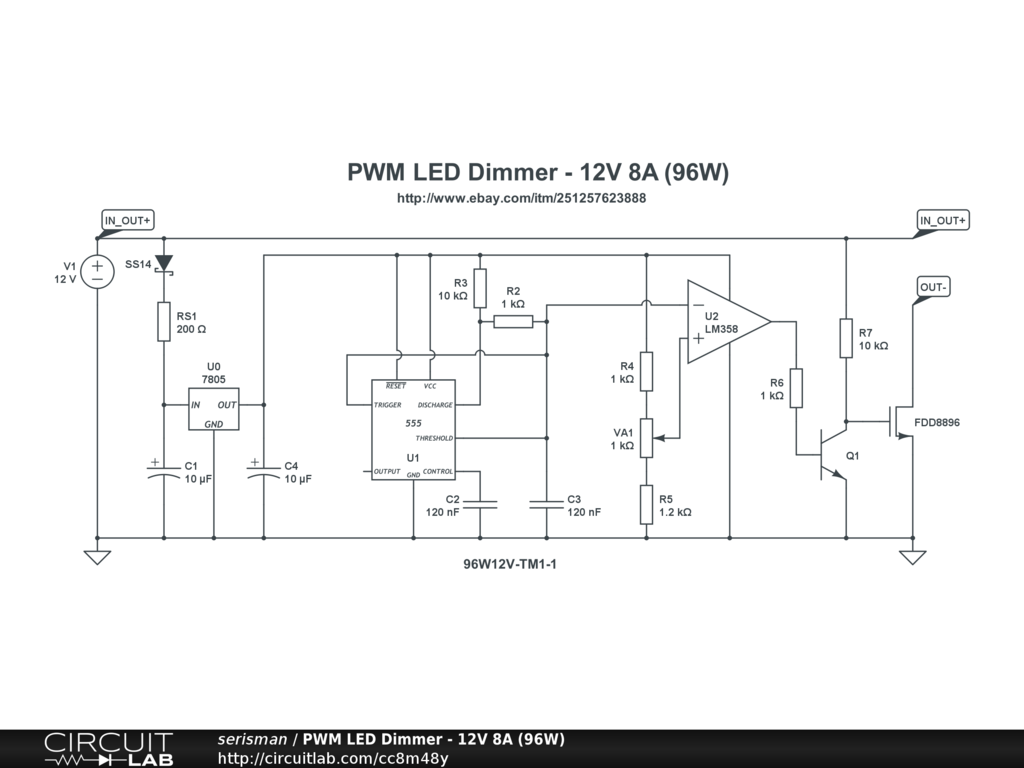 PWM LED Dimmer - 12V 8A (96W)
http://www.ebay.com/itm/251257623888
IN_OUT+
IN_OUT+
V1
12 V
SS14
RS1
200 Ω
U0
7805
IN
OUT
GND
C1
10 µF
C4
10 µF
R3
10 kΩ
R2
1 kΩ
RESET
VCC
TRIGGER
DISCHARGE
555
THRESHOLD
U1
OUTPUT
GND
CONTROL
C2
120 nF
C3
120 nF
R4
1 kΩ
VA1
1 kΩ
R5
1.2 kΩ
U2
LM358
R6
1 kΩ
R7
10 kΩ
Q1
OUT-
FDD8896
96W12V-TM1-1
CIRCUIT
LAB
serisman / PWM LED Dimmer - 12V 8A (96W)
http://circuitlab.com/cc8m48y